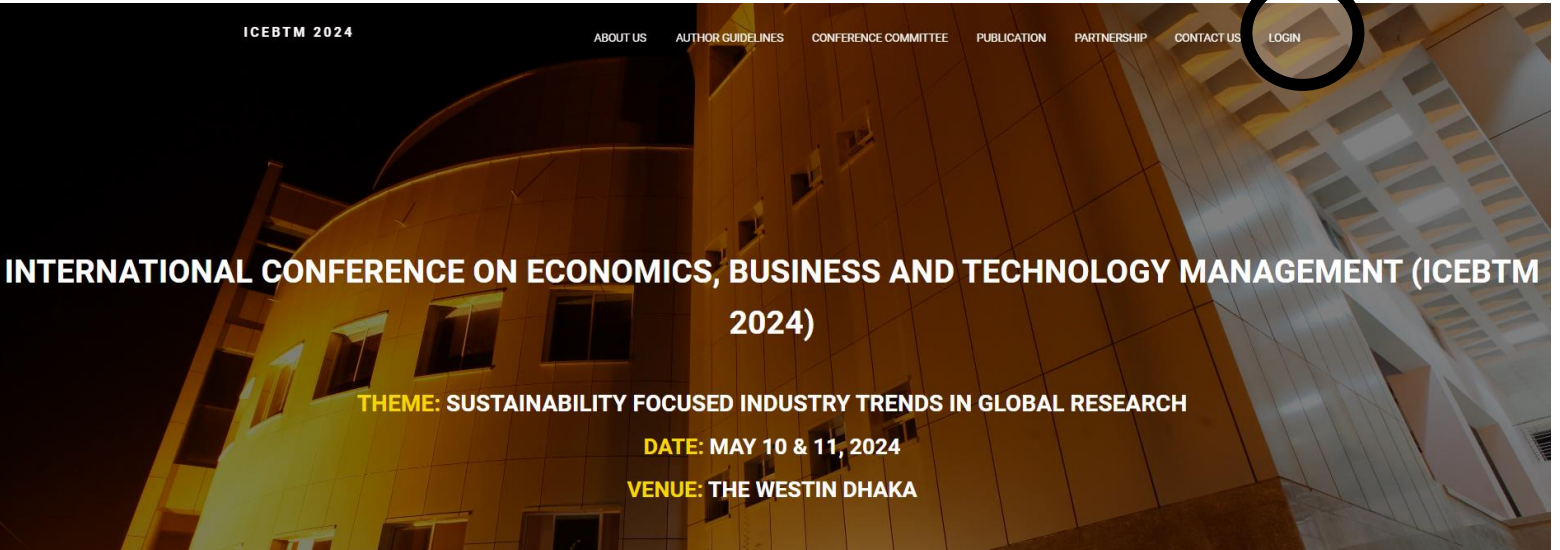 ICEBTM 2024
ABOUT US AUTHOR GUIDELINES CONFERENCE COMMITTEE PUBLICATION PARTNERSHIP CONTACT US LOGIN
INTERNATIONAL CONFERENCE ON ECONOMICS, BUSINESS AND TECHNOLOGY MANAGEMENT (ICEBTM
2024)
THEME: SUSTAINABILITY FOCUSED INDUSTRY TRENDS IN GLOBAL RESEARCH
DATE: MAY 10 & 11, 2024
VENUE: THE WESTIN DHAKA